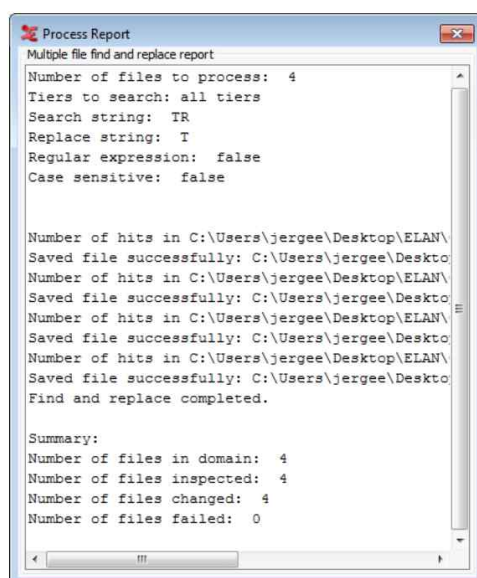 Process Report
Multiple file find and replace report
Number of files to process: 4
Tiers to search: all tiers
Search string: TR
Replace string: T
Regular expression: false
Case sensitive: false
Number of hits in C:\Users\jergee\Desktop\ELAN\
Saved file successfully: C:\Users\jergee\Deskto
Number of hits in C:\Users\jergee\Desktop\ELAN\
Saved file successfully: C:\Users\jergee\Deskto
Number of hits in C:\Users\jergee\Desktop\ELAN\
Saved file successfully: C:\Users\jergee\Deskto
Number of hits in C:\Users\jergee\Desktop\ELAN\
Saved file successfully: C:\Users\jergee\Deskto
Find and replace completed.
Summary:
Number of files in domain: 4
Number of files inspected: 4
Number of files changed: 4
Number of files failed: 0